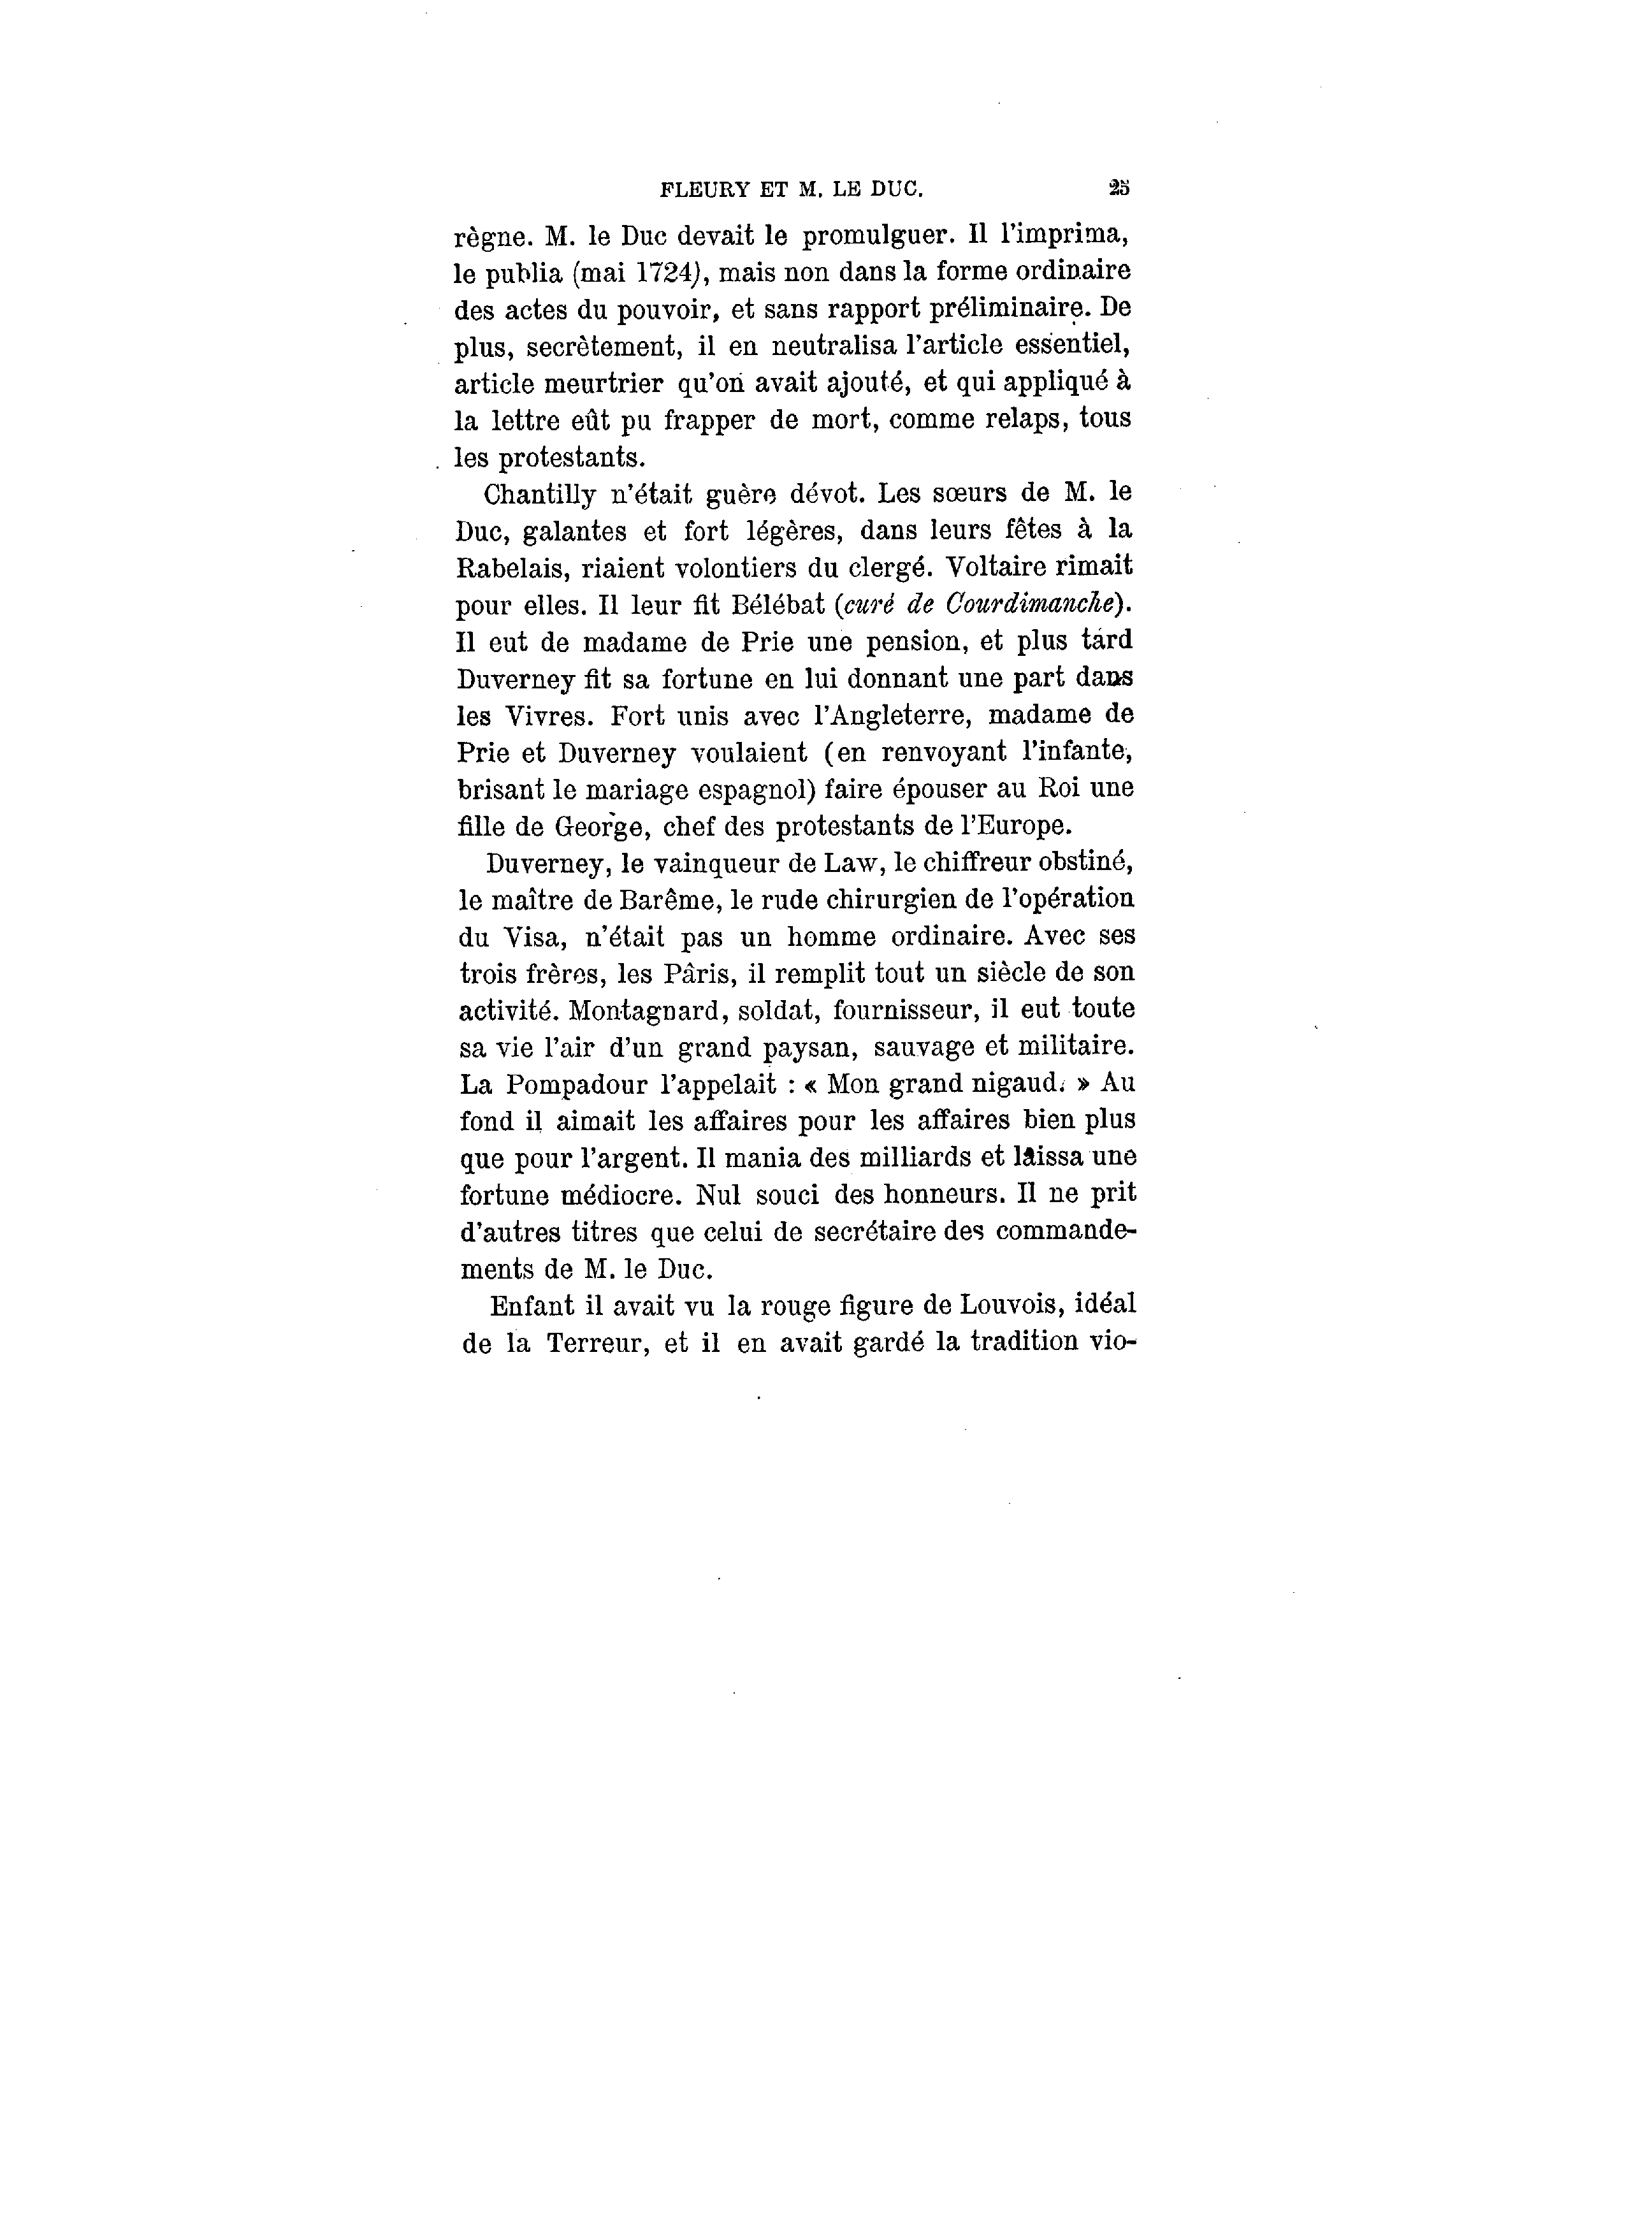 FLEURY ET M. LE DUC. 25
règne. M. le Duc devait le promulguer. Il l'imprima,
le publia (mai 1724), mais non dans la forme ordinaire
des actes du pouvoir, et sans rapport préliminaire. De
plus, secrètement, il en neutralisa l'article essentiel,
article meurtrier qu'on avait ajouté, et qui appliqué à
la lettre eût pu frapper de mort, comme relaps, tous
les protestants.
Chantilly n'était guère dévot. Les sœurs de M. le
Duc, galantes et fort légères, dans leurs fêtes à la
Rabelais, riaient volontiers du clergé. Voltaire rimait
pour elles. Il leur fit Bélébat (curé de Courdimanche).
Il eut de madame de Prie une pension, et plus tard
Duverney fit sa fortune en lui donnant une part dans
les Vivres. Fort unis avec l'Angleterre, madame de
Prie et Duverney voulaient (en renvoyant l'infante,
brisant le mariage espagnol) faire épouser au Roi une
fille de George, chef des protestants de l'Europe.
Duverney, le vainqueur de Law, le chiffreur obstiné,
le maître de Barême, le rude chirurgien de l'opération
du Visa, n'était pas un homme ordinaire. Avec ses
trois frères, les Pâris, il remplit tout un siècle de son
activité. Montagnard, soldat, fournisseur, il eut toute
sa vie l'air d'un grand paysan, sauvage et militaire.
La Pompadour l'appelait : « Mon grand nigaud. » Au
fond il aimait les affaires pour les affaires bien plus
que pour l'argent. Il mania des milliards et laissa une
fortune médiocre. Nul souci des honneurs. Il ne prit
d'autres titres que celui de secrétaire des commande-
ments de M. le Duc.
Enfant il avait vu la rouge figure de Louvois, idéal
de la Terreur, et il en avait gardé la tradition vio-